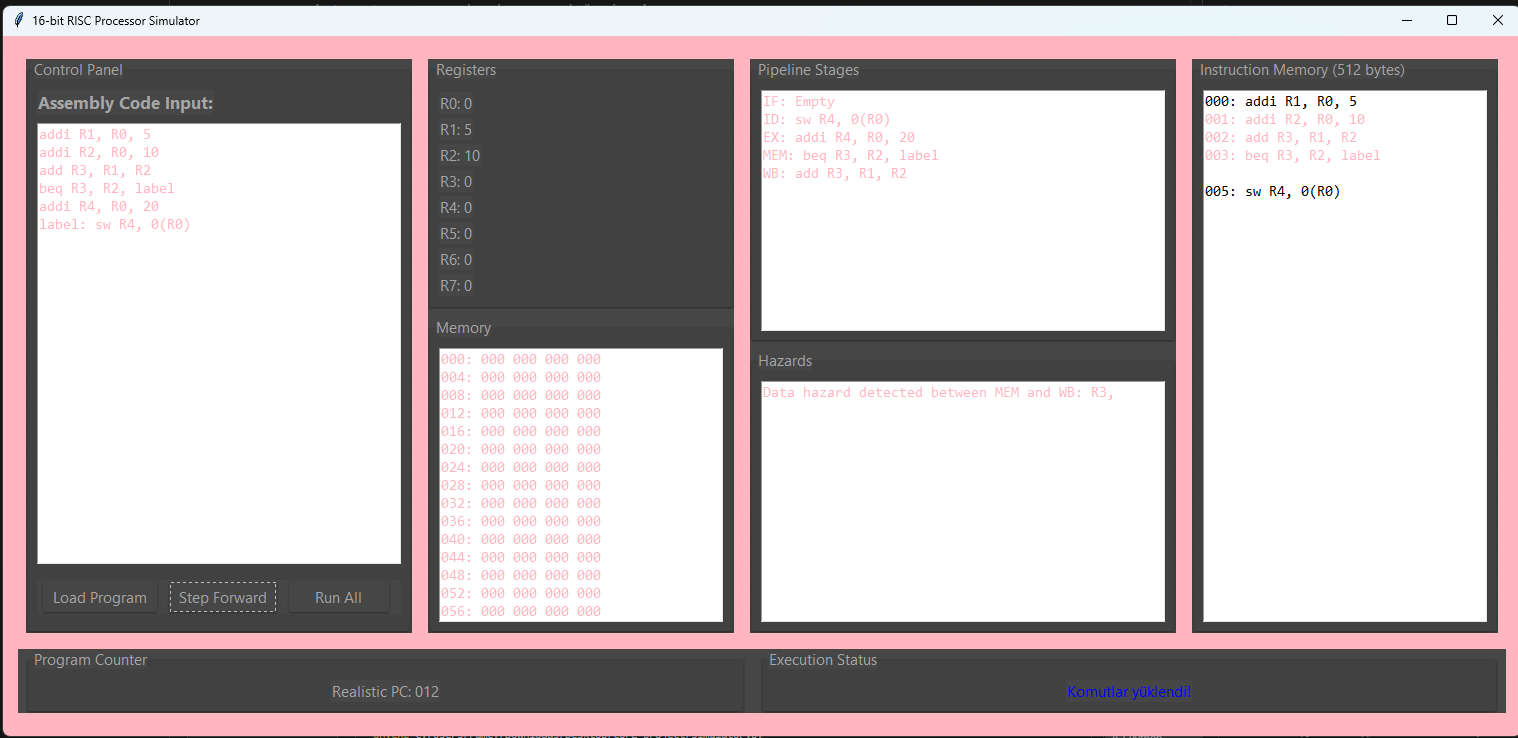 16-bit RISC Processor Simulator
Control Panel
Assembly Code Input:
addi R1, R0, 5
addi R2, R0, 10
add R3, R1, R2
beq R3, R2, label
addi R4, R0, 20
label: sw R4, 0(R0)
Load Program
Step Forward
Run All
Registers
R0: 0
R1: 5
R2: 10
R3: 0
R4: 0
R5: 0
R6: 0
R7: 0
Memory
000: 000 000 000 000
004: 000 000 000 000
008: 000 000 000 000
012: 000 000 000 000
016: 000 000 000 000
020: 000 000 000 000
024: 000 000 000 000
028: 000 000 000 000
032: 000 000 000 000
036: 000 000 000 000
040: 000 000 000 000
044: 000 000 000 000
048: 000 000 000 000
052: 000 000 000 000
056: 000 000 000 000
Pipeline Stages
IF: Empty
ID: sw R4, 0(R0)
EX: addi R4, R0, 20
MEM: beq R3, R2, label
WB: add R3, R1, R2
Hazards
Data hazard detected between MEM and WB: R3,
Instruction Memory (512 bytes)
000: addi R1, R0, 5
001: addi R2, R0, 10
002: add R3, R1, R2
003: beq R3, R2, label
005: sw R4, 0(R0)
Program Counter
Realistic PC: 012
Execution Status
Komutlar yüklendi!